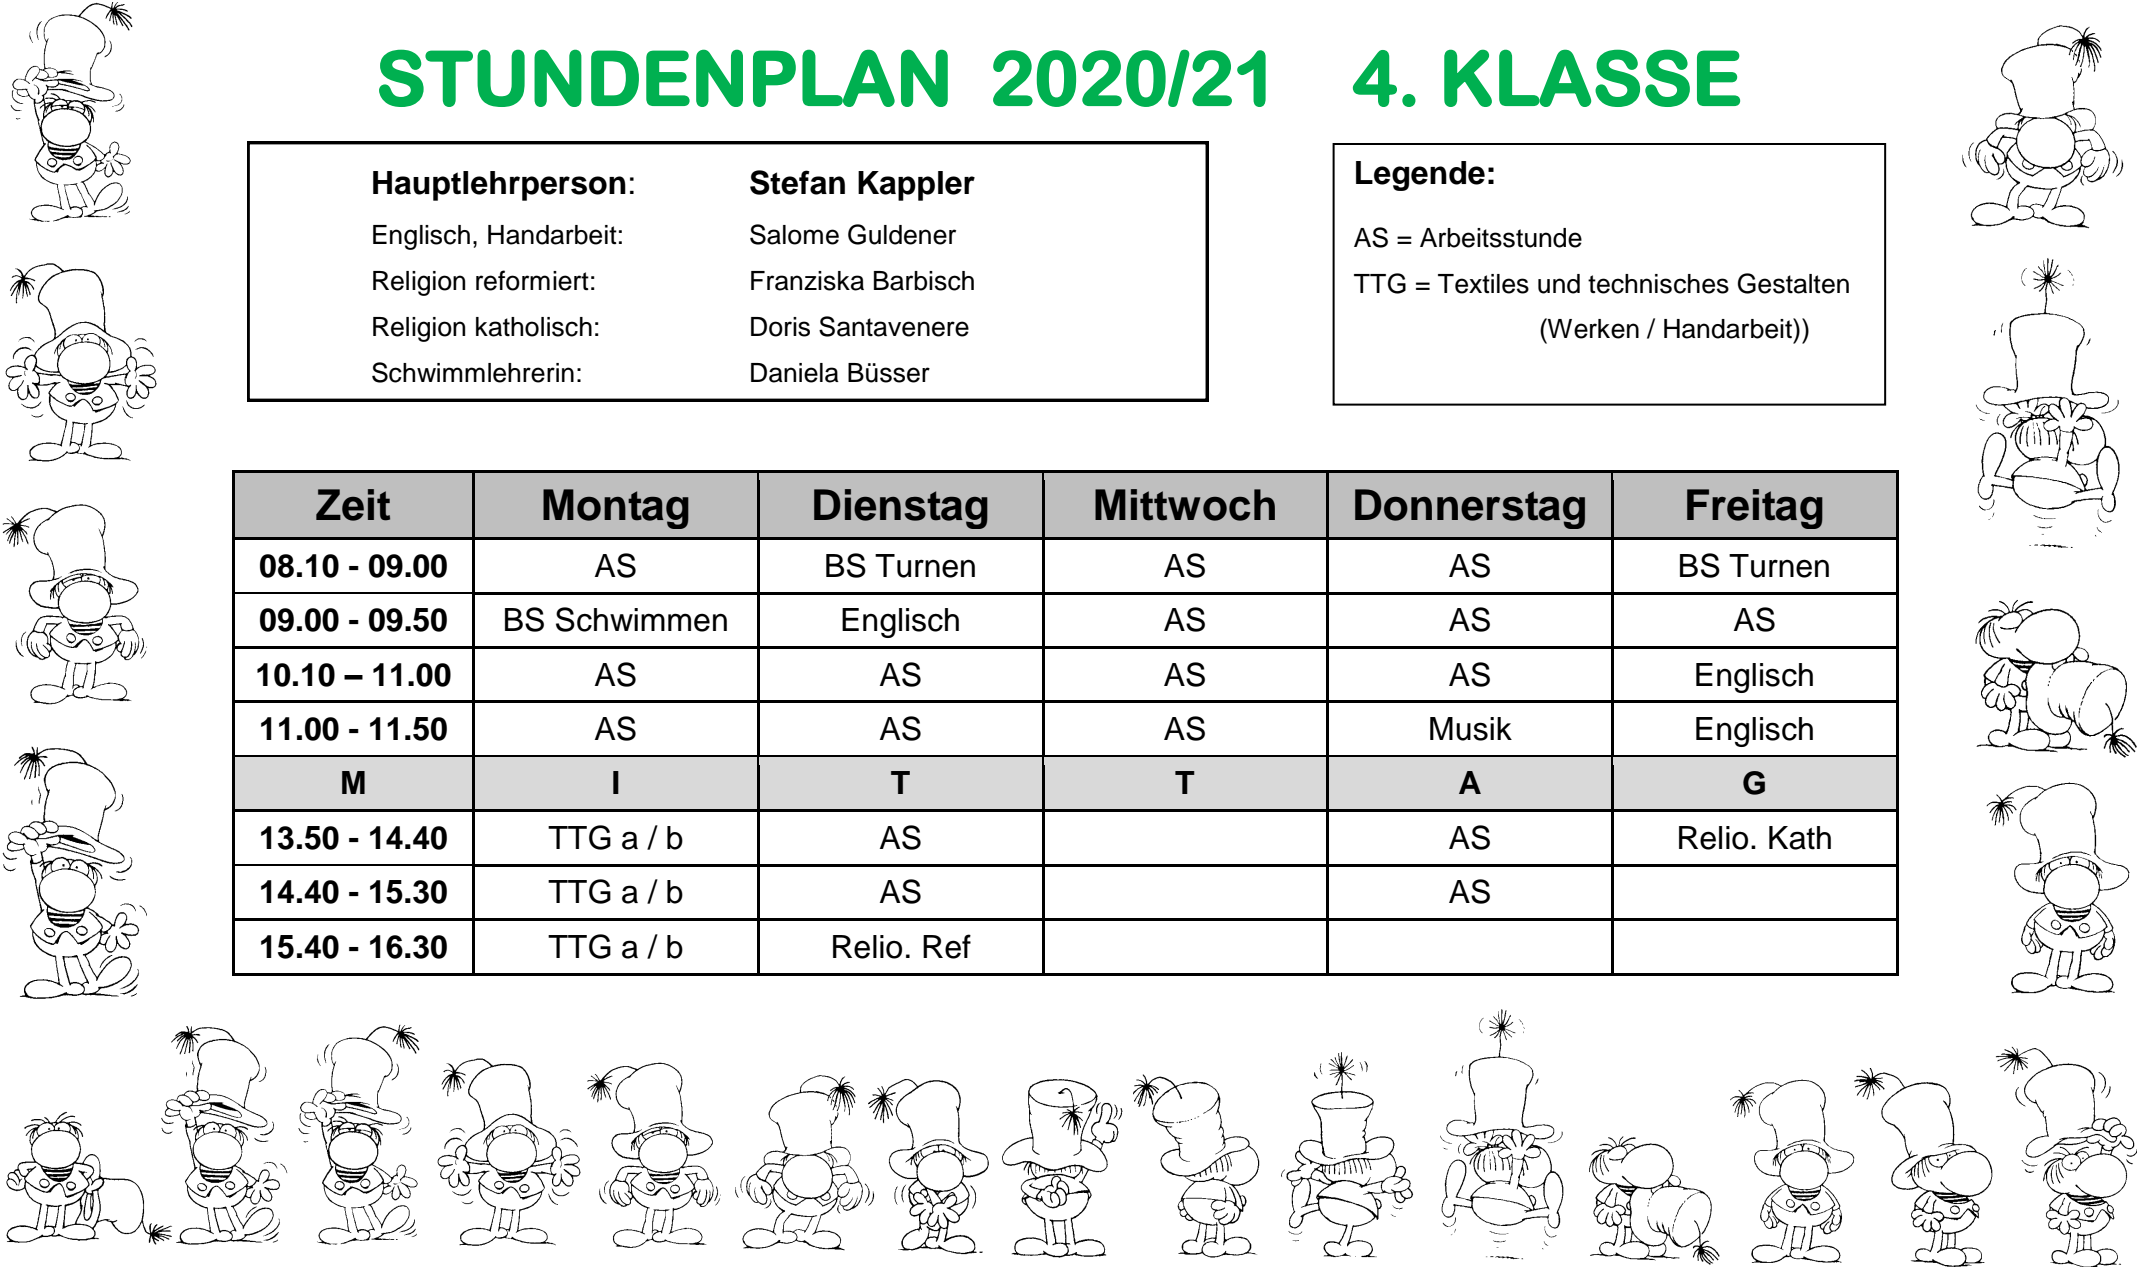 STUNDENPLAN 2020/21 4. KLASSE
Hauptlehrperson: Stefan Kappler
Englisch, Handarbeit: Salome Guldener
Religion reformiert: Franziska Barbisch
Religion katholisch: Doris Santavenere
Schwimmlehrerin: Daniela Büsser
Legende:
AS = Arbeitsstunde
TTG = Textiles und technisches Gestalten
(Werken / Handarbeit))
Zeit Montag Dienstag Mittwoch Donnerstag Freitag
08.10 - 09.00 AS BS Turnen AS AS BS Turnen
09.00 - 09.50 BS Schwimmen Englisch AS AS AS
10.10 – 11.00 AS AS AS AS Englisch
11.00 - 11.50 AS AS AS Musik Englisch
M I T T A G
13.50 - 14.40 TTG a / b AS AS Relio. Kath
14.40 - 15.30 TTG a / b AS AS
15.40 - 16.30 TTG a / b Relio. Ref